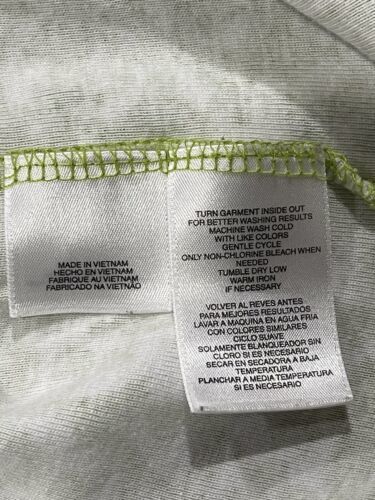 MADE IN VIETNAM
HECHO EN VIETNAM
FABRIQUE AU VIETNAM
FABRICADO NA VIETNÃO
TURN GARMENT INSIDE OUT
FOR BETTER WASHING RESULTS
MACHINE WASH COLD
WITH LIKE COLORS
GENTLE CYCLE
ONLY NON-CHLORINE BLEACH WHEN
NEEDED
TUMBLE DRY LOW
WARM IRON
IF NECESSARY
VOLVER AL REVES ANTES
PARA MEJORES RESULTADOS
LAVAR A MAQUINA EN AGUA FRIA
CON COLORES SIMILARES
CICLO SUAVE
SOLAMENTE BLANQUEADOR SIN
CLORO SI ES NECESARIO
SECAR EN SECADORA A BAJA
TEMPERATURA
PLANCHAR A MEDIA TEMPERATURA
SI ES NECESARIO